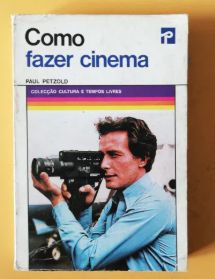 Como
fazer cinema
PAUL PETZOLD
COLECÇÃO CULTURA E TEMPOS LIVRES